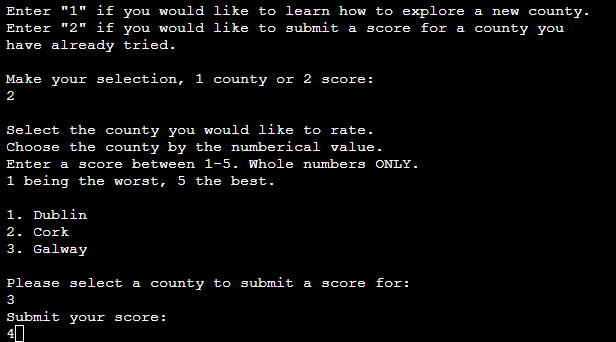 Enter "1" if you would like to learn how to explore a new county.
Enter "2" if you would like to submit a score for a county you
have already tried.
Make your selection, 1 county or 2 score:
2
Select the county you would like to rate.
Choose the county by the numberical value.
Enter a score between 1-5. Whole numbers ONLY.
1 being the worst, 5 the best.
1. Dublin
2. Cork
3. Galway
Please select a county to submit a score for:
3
Submit your score:
4